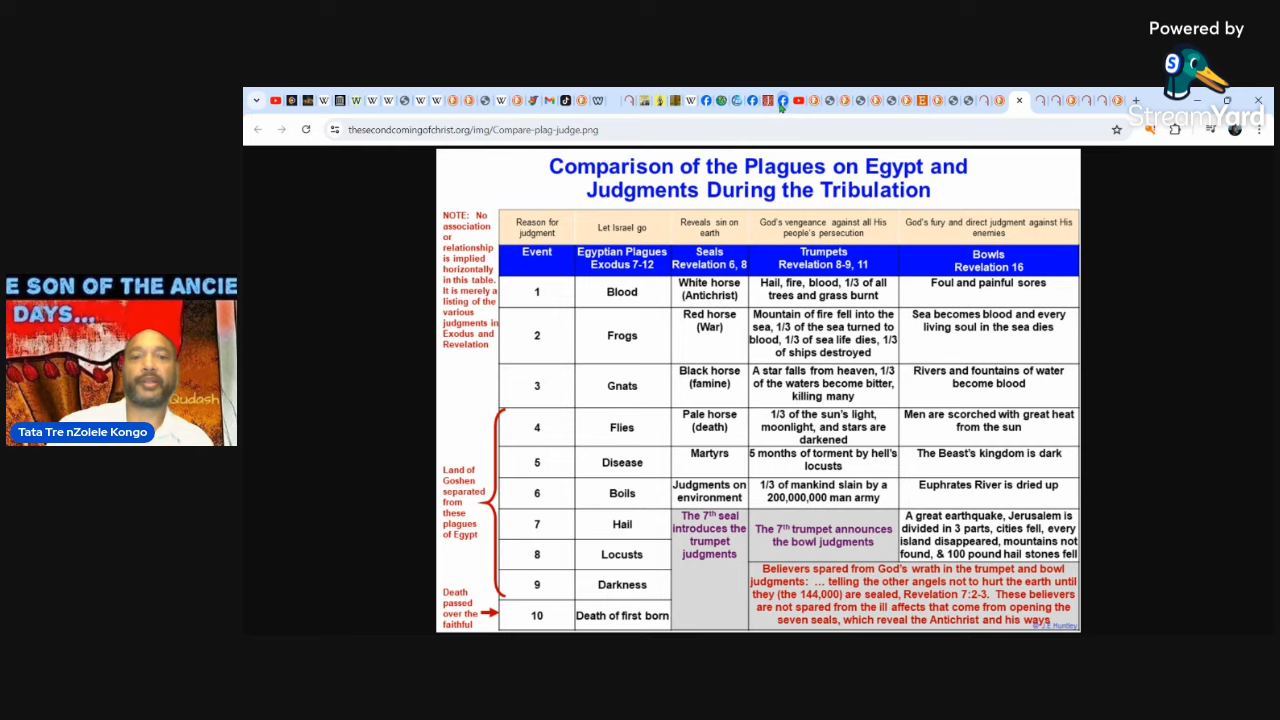 Powered by
S
StreamYard
thesecondcomingofchrist.org/img/Compare-plag-judge.png
Comparison of the Plagues on Egypt and
Judgments During the Tribulation
NOTE: No
association
or
relationship
is implied
horizontally
in this table.
It is merely a
listing of the
various
judgments in
Exodus and
Revelation
Reason for
judgment
Let Israel go
Reveals sin on
earth
God's vengeance against all His
people's persecution
God's fury and direct judgment against His
enemies
Event
Egyptian Plagues
Exodus 7-12
Seals
Revelation 6, 8
Trumpets
Revelation 8-9, 11
Bowls
Revelation 16
1
Blood
White horse
(Antichrist)
Hail, fire, blood, 1/3 of all
trees and grass burnt
Foul and painful sores
2
Frogs
Red horse
(War)
Mountain of fire fell into the
sea, 1/3 of the sea turned to
blood, 1/3 of sea life dies, 1/3
of ships destroyed
Sea becomes blood and every
living soul in the sea dies
3
Gnats
Black horse
(famine)
A star falls from heaven, 1/3
of the waters become bitter,
killing many
Rivers and fountains of water
become blood
4
Flies
Pale horse
(death)
1/3 of the sun's light,
moonlight, and stars are
darkened
Men are scorched with great heat
from the sun
5
Disease
Martyrs
5 months of torment by hell's
locusts
The Beast's kingdom is dark
6
Boils
Judgments on
environment
1/3 of mankind slain by a
200,000,000 man army
Euphrates River is dried up
7
Hail
The 7th seal
introduces the
trumpet
judgments
The 7th trumpet announces
the bowl judgments
A great earthquake, Jerusalem is
divided in 3 parts, cities fell, every
island disappeared, mountains not
found, & 100 pound hail stones fell
8
Locusts
9
Darkness
10
Death of first born
Believers spared from God's wrath in the trumpet and bowl
judgments: ... telling the other angels not to hurt the earth until
they (the 144,000) are sealed, Revelation 7:2-3. These believers
are not spared from the ill affects that come from opening the
seven seals, which reveal the Antichrist and his ways
© J.E.Huntley
Land of
Goshen
separated
from
these
plagues
of Egypt
Death
passed
over the
faithful
E SON OF THE ANCIE
DAYS...
Qudash
Tata Tre nZolele Kongo